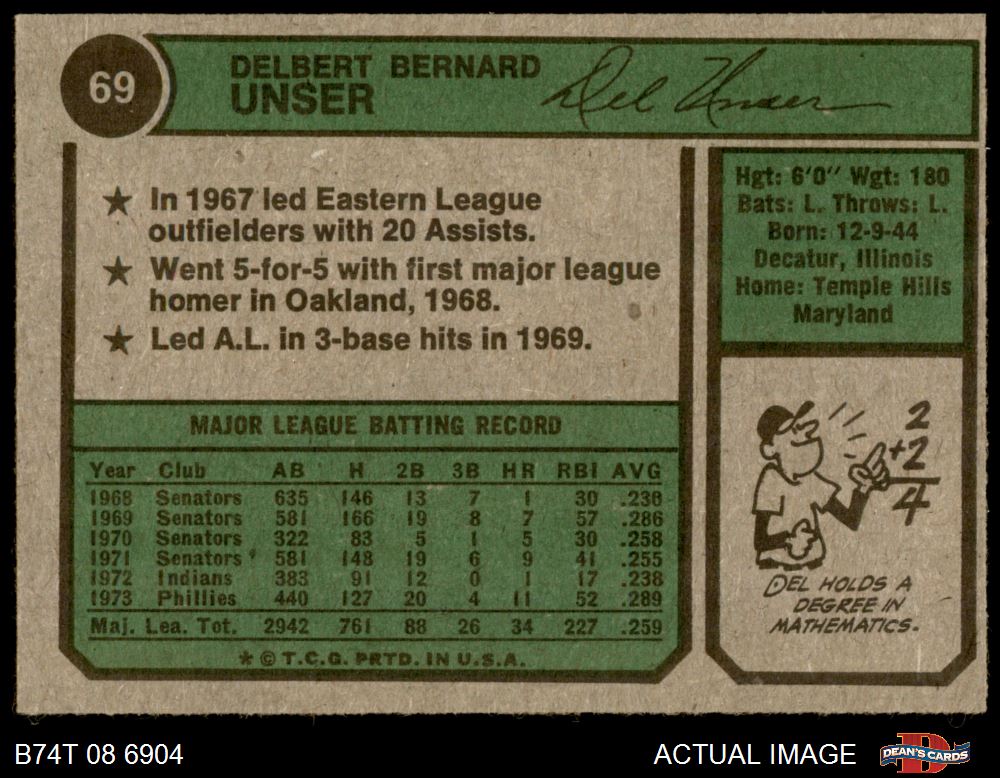 69
DELBERT BERNARD
UNSER
Del Unser
★ In 1967 led Eastern League
outfielders with 20 Assists.
★ Went 5-for-5 with first major league
homer in Oakland, 1968.
★ Led A.L. in 3-base hits in 1969.
Hgt: 6'0" Wgt: 180
Bats: L. Throws: L.
Born: 12-9-44
Decatur, Illinois
Home: Temple Hills
Maryland
MAJOR LEAGUE BATTING RECORD
Year Club AB H 2B 3B HR RBI AVG
1968 Senators 635 146 13 7 1 30 .230
1969 Senators 581 166 19 8 7 57 .286
1970 Senators 322 83 5 1 5 30 .258
1971 Senators 581 148 19 6 9 41 .255
1972 Indians 383 91 12 0 1 17 .238
1973 Phillies 440 127 20 4 11 52 .289
Maj. Lea. Tot. 2942 761 88 26 34 227 .259
* © T.C.G. PRTD. IN U.S.A.
2
+2
4
DEL HOLDS A
DEGREE IN
MATHEMATICS.
B74T 08 6904
ACTUAL IMAGE
DEAN'S CARDS